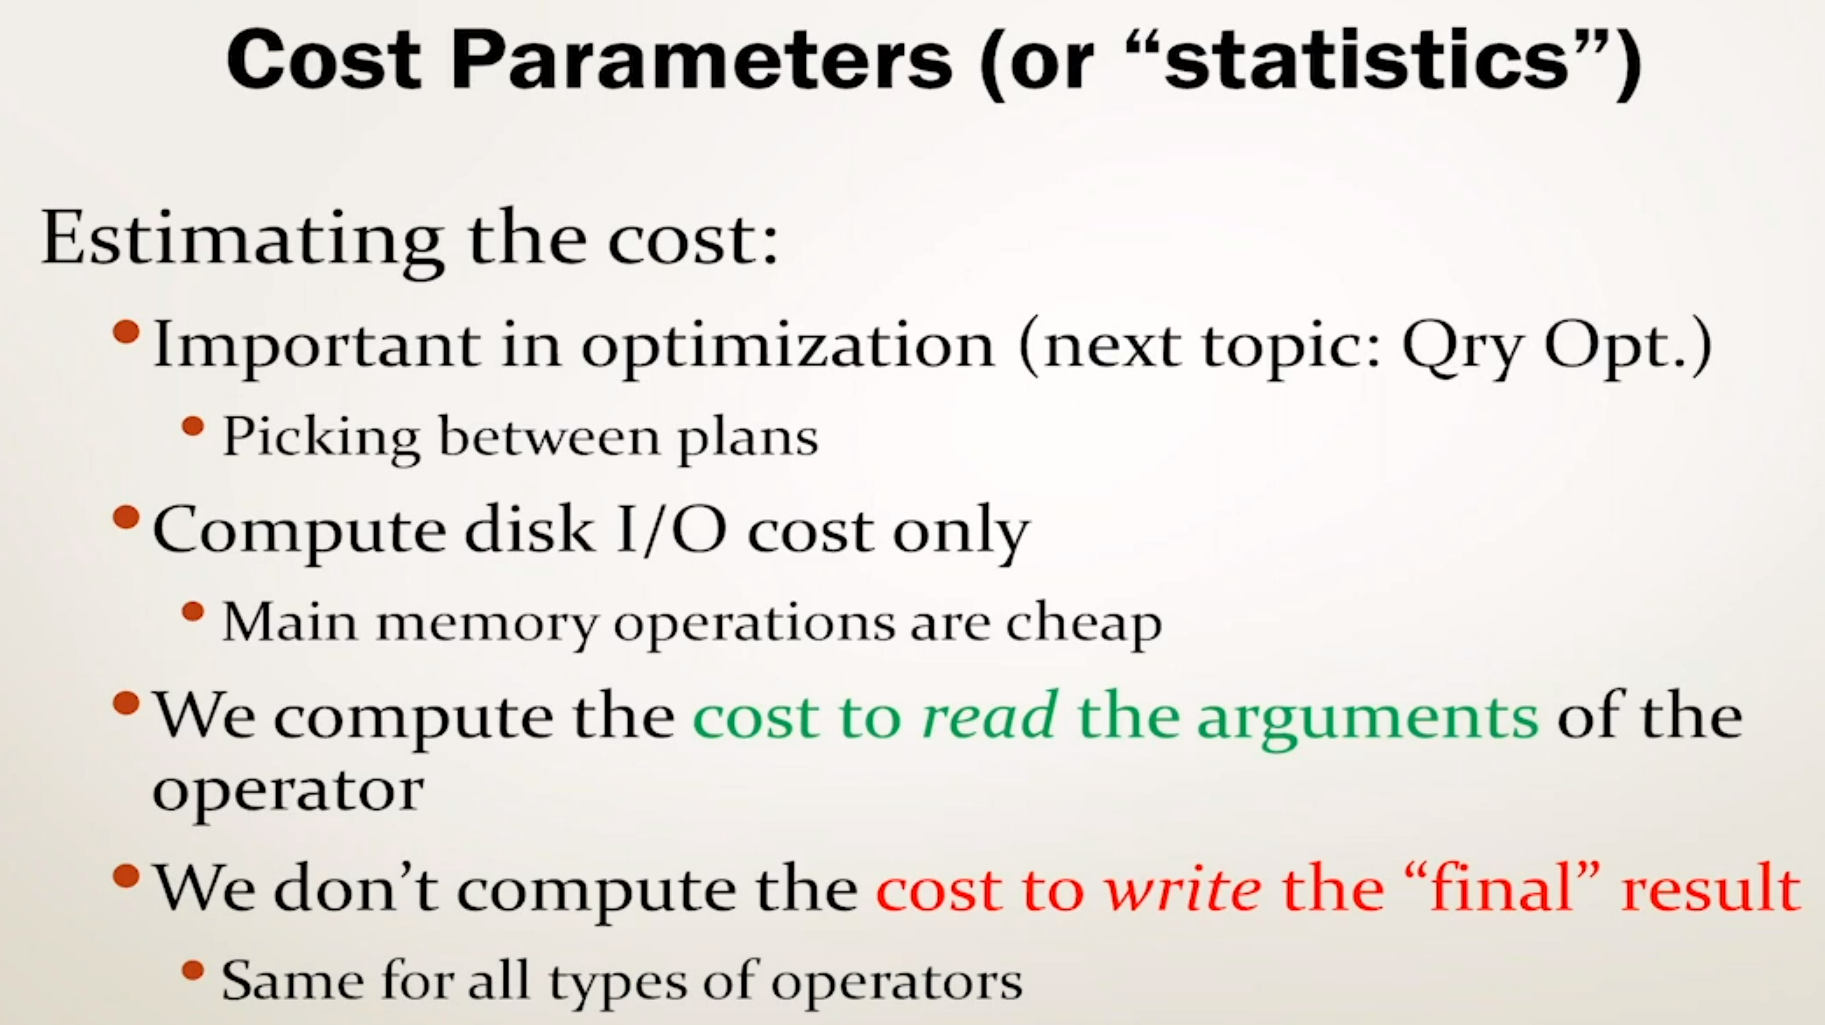 Cost Parameters (or “statistics”)
Estimating the cost:
• Important in optimization (next topic: Qry Opt.)
• Picking between plans
• Compute disk I/O cost only
• Main memory operations are cheap
• We compute the cost to read the arguments of the
operator
• We don’t compute the cost to write the “final” result
• Same for all types of operators